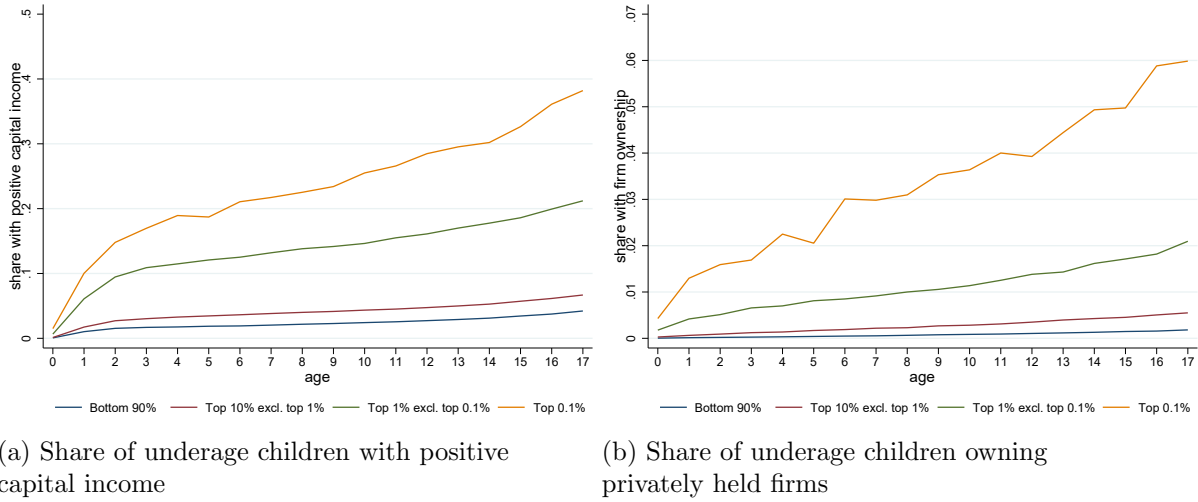 share with positive capital income
.5
.4
.3
.2
.1
0
0 1 2 3 4 5 6 7 8 9 10 11 12 13 14 15 16 17
age
Bottom 90% Top 10% excl. top 1% Top 1% excl. top 0.1% Top 0.1%
(a) Share of underage children with positive
capital income
share with firm ownership
.07
.06
.05
.04
.03
.02
.01
0
0 1 2 3 4 5 6 7 8 9 10 11 12 13 14 15 16 17
age
Bottom 90% Top 10% excl. top 1% Top 1% excl. top 0.1% Top 0.1%
(b) Share of underage children owning
privately held firms